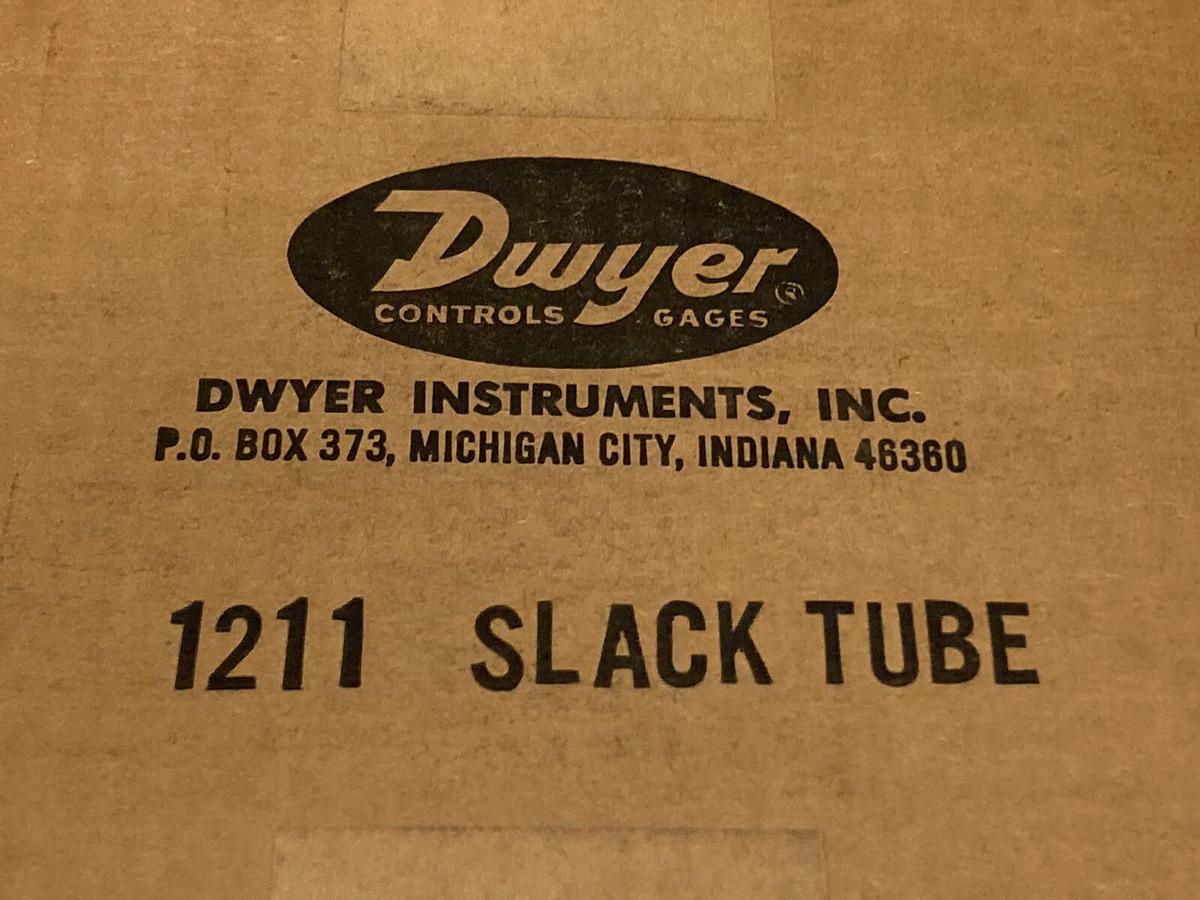 Dwyer®
CONTROLS GAGES
DWYER INSTRUMENTS, INC.
P.O. BOX 373, MICHIGAN CITY, INDIANA 46360
1211 SLACK TUBE